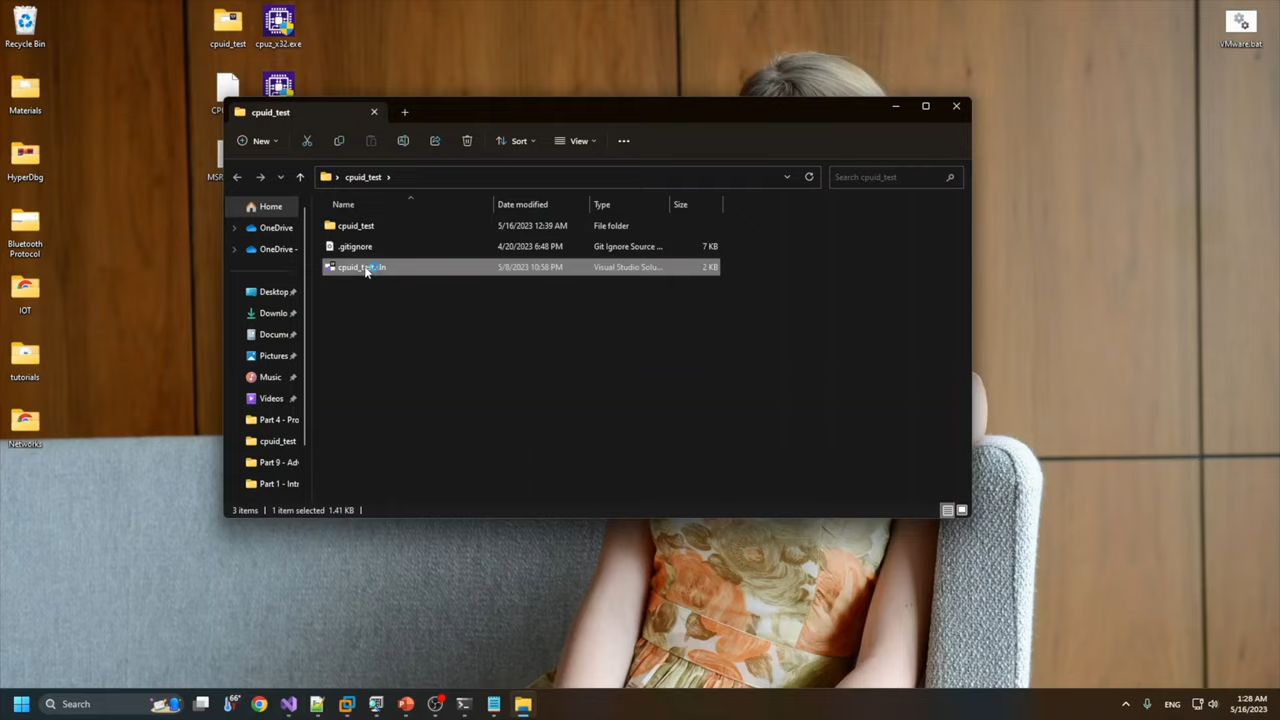 Recycle Bin
cpuid_test
cpuz_x32.exe
VMware.bat
Materials
HyperDbg
Bluetooth
Protocol
IOT
tutorials
Networks
cpuid_test
New
Sort
View
cpuid_test
Search cpuid_test
Name
Date modified
Type
Size
cpuid_test
5/16/2023 12:39 AM
File folder
.gitignore
4/20/2023 6:48 PM
Git Ignore Source ...
7 KB
5/8/2023 10:58 PM
Visual Studio Solu...
2 KB
Home
OneDrive
OneDrive -
Desktop
Downlo
Docume
Pictures
Music
Videos
Part 4 - Pro
cpuid_test
Part 9 - Adv
Part 1 - Intr
3 items
1 item selected 1.41 KB
Search
66°
ENG
1:28 AM
5/16/2023